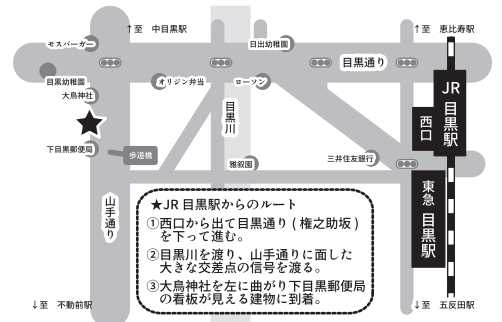 ↑至 中目黒駅
↑至 恵比寿駅
モスバーガー
日出幼稚園
目黒通り
目黒幼稚園
オリジン弁当
ローソン
JR
目黒駅
大鳥神社
目黒川
西口
下目黒郵便局
歩道橋
雅叙園
三井住友銀行
東急
目黒駅
山手通り
★JR 目黒駅からのルート
①西口から出て目黒通り(権之助坂)
を下って進む。
②目黒川を渡り、山手通りに面した
大きな交差点の信号を渡る。
③大鳥神社を左に曲がり下目黒郵便局
の看板が見える建物に到着。
↓至 不動前駅
↓至 五反田駅